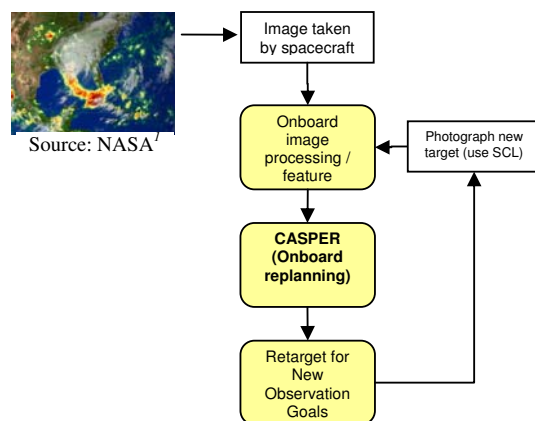 Source: NASA1
Image taken
by spacecraft
Onboard
image
processing /
feature
Photograph new
target (use SCL)
CASPER
(Onboard
replanning)
Retarget for
New
Observation
Goals